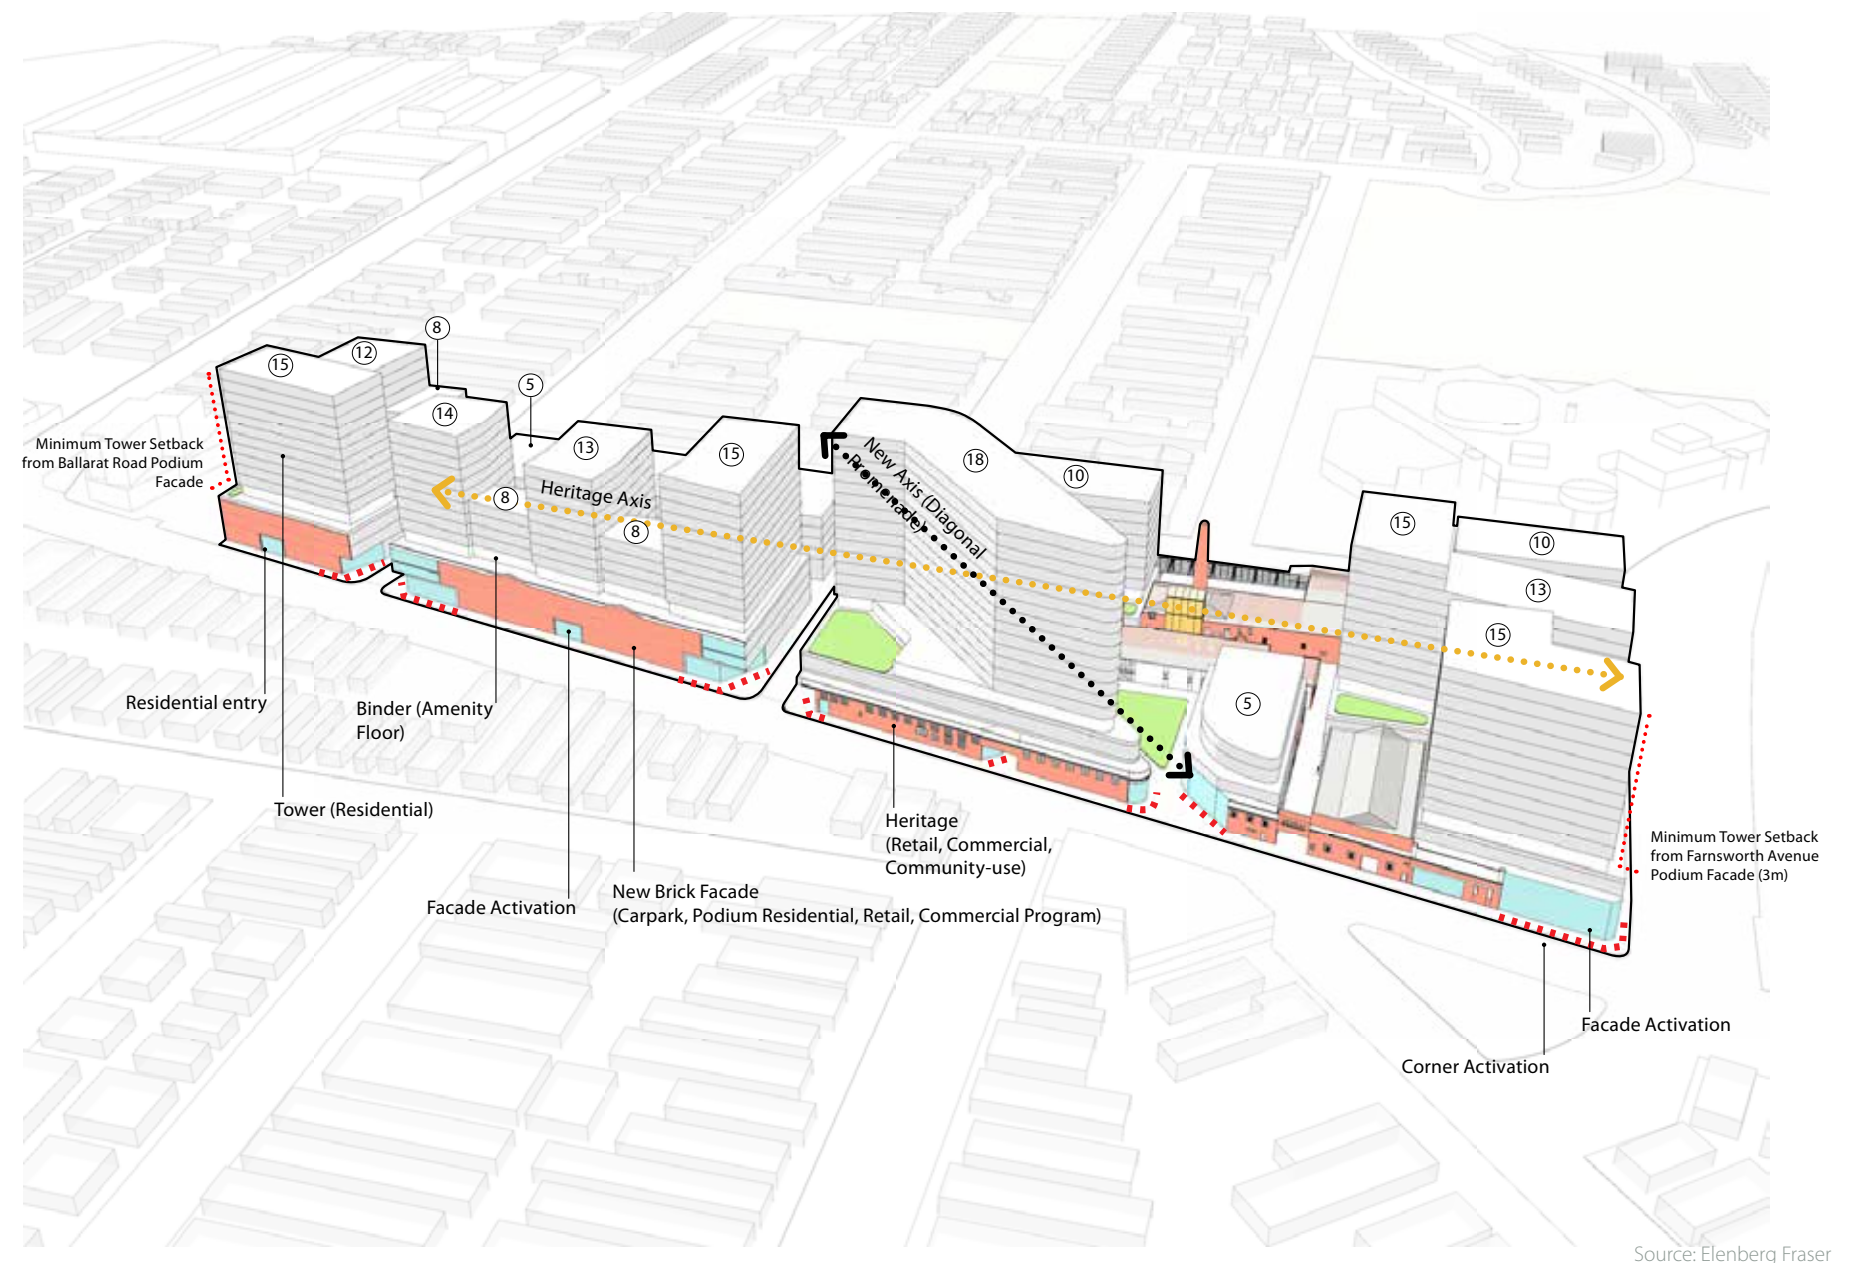 8
12
15
5
14
13
15
18
10
15
10
13
15
8
8
5
Minimum Tower Setback
from Ballarat Road Podium
Facade
Heritage Axis
New Axis (Diagonal
Promenade)
Residential entry
Binder (Amenity
Floor)
Tower (Residential)
Facade Activation
New Brick Facade
(Carpark, Podium Residential, Retail, Commercial Program)
Heritage
(Retail, Commercial,
Community-use)
Minimum Tower Setback
from Farnsworth Avenue
Podium Facade (3m)
Facade Activation
Corner Activation
Source: Elenberg Fraser